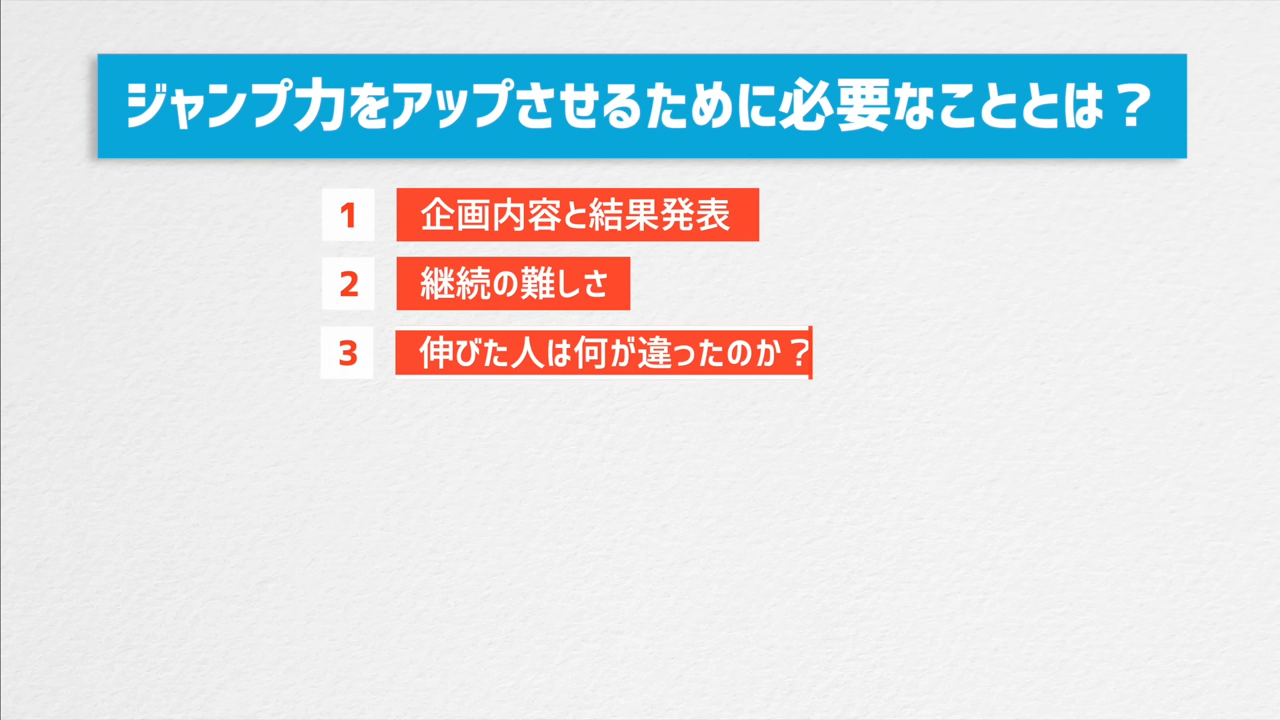 ジャンプ力をアップさせるために必要なこととは？
1 企画内容と結果発表
2 継続の難しさ
3 伸びた人は何が違ったのか？